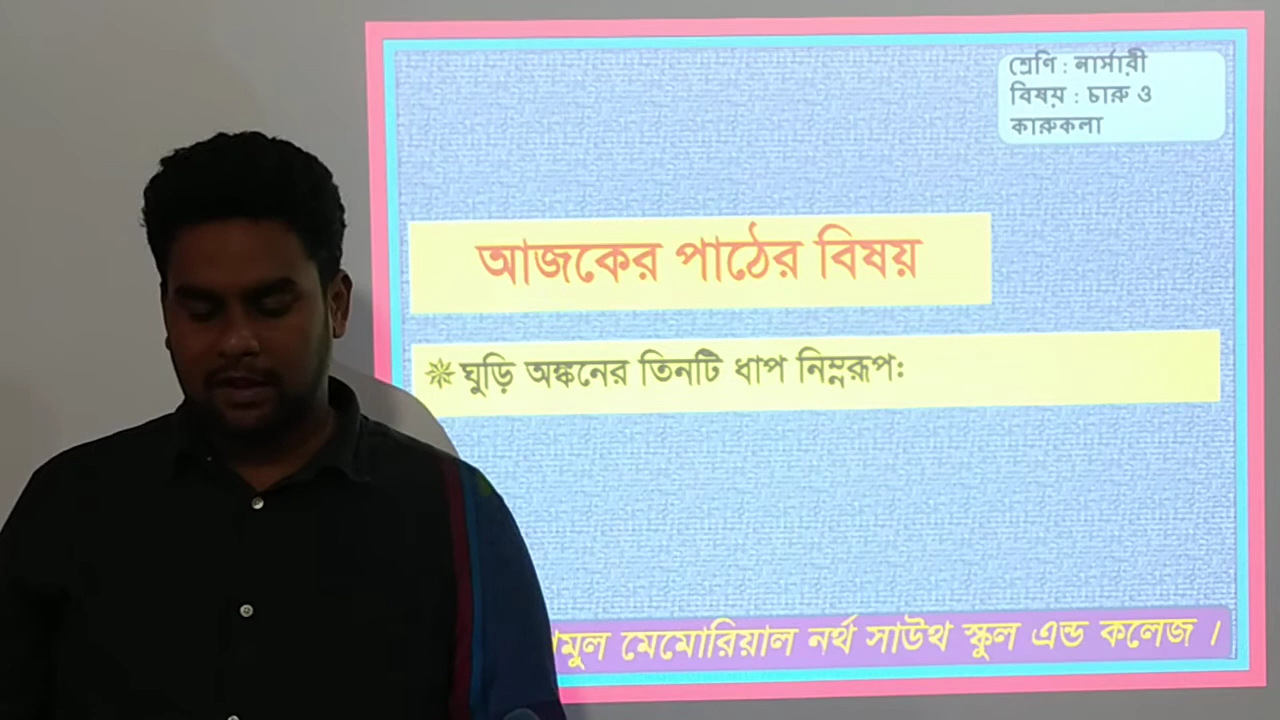 শ্রেণি : নার্সারী
বিষয় : চারু ও
কারুকলা
আজকের পাঠের বিষয়
ঘুড়ি অঙ্কনের তিনটি ধাপ নিম্নরূপ:
মেমোরিয়াল নর্থ সাউথ স্কুল এন্ড কলেজ ।